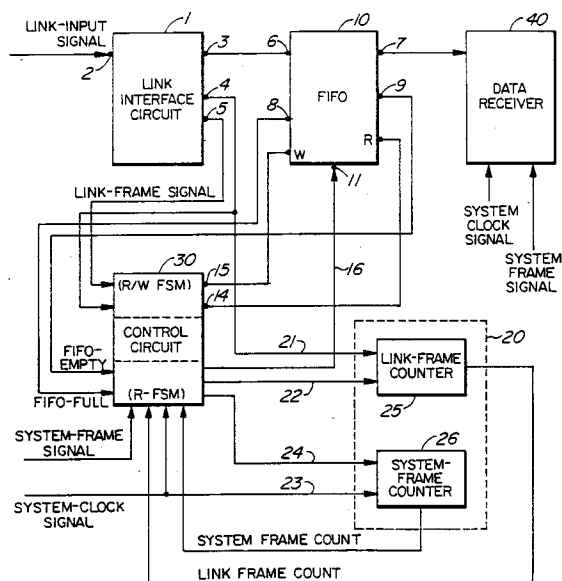 LINK-INPUT
SIGNAL
2
1
LINK
INTERFACE
CIRCUIT
3
4
5
6
8
10
FIFO
W
R
11
7
9
40
DATA
RECEIVER
SYSTEM
CLOCK
SIGNAL
SYSTEM
FRAME
SIGNAL
LINK-FRAME SIGNAL
30
(R/W FSM)
15
14
CONTROL
CIRCUIT
(R-FSM)
16
FIFO-
EMPTY
FIFO-FULL
SYSTEM-FRAME
SIGNAL
SYSTEM-CLOCK
SIGNAL
21
22
24
23
20
LINK-FRAME
COUNTER
25
26
SYSTEM-
FRAME
COUNTER
SYSTEM FRAME COUNT
LINK FRAME COUNT